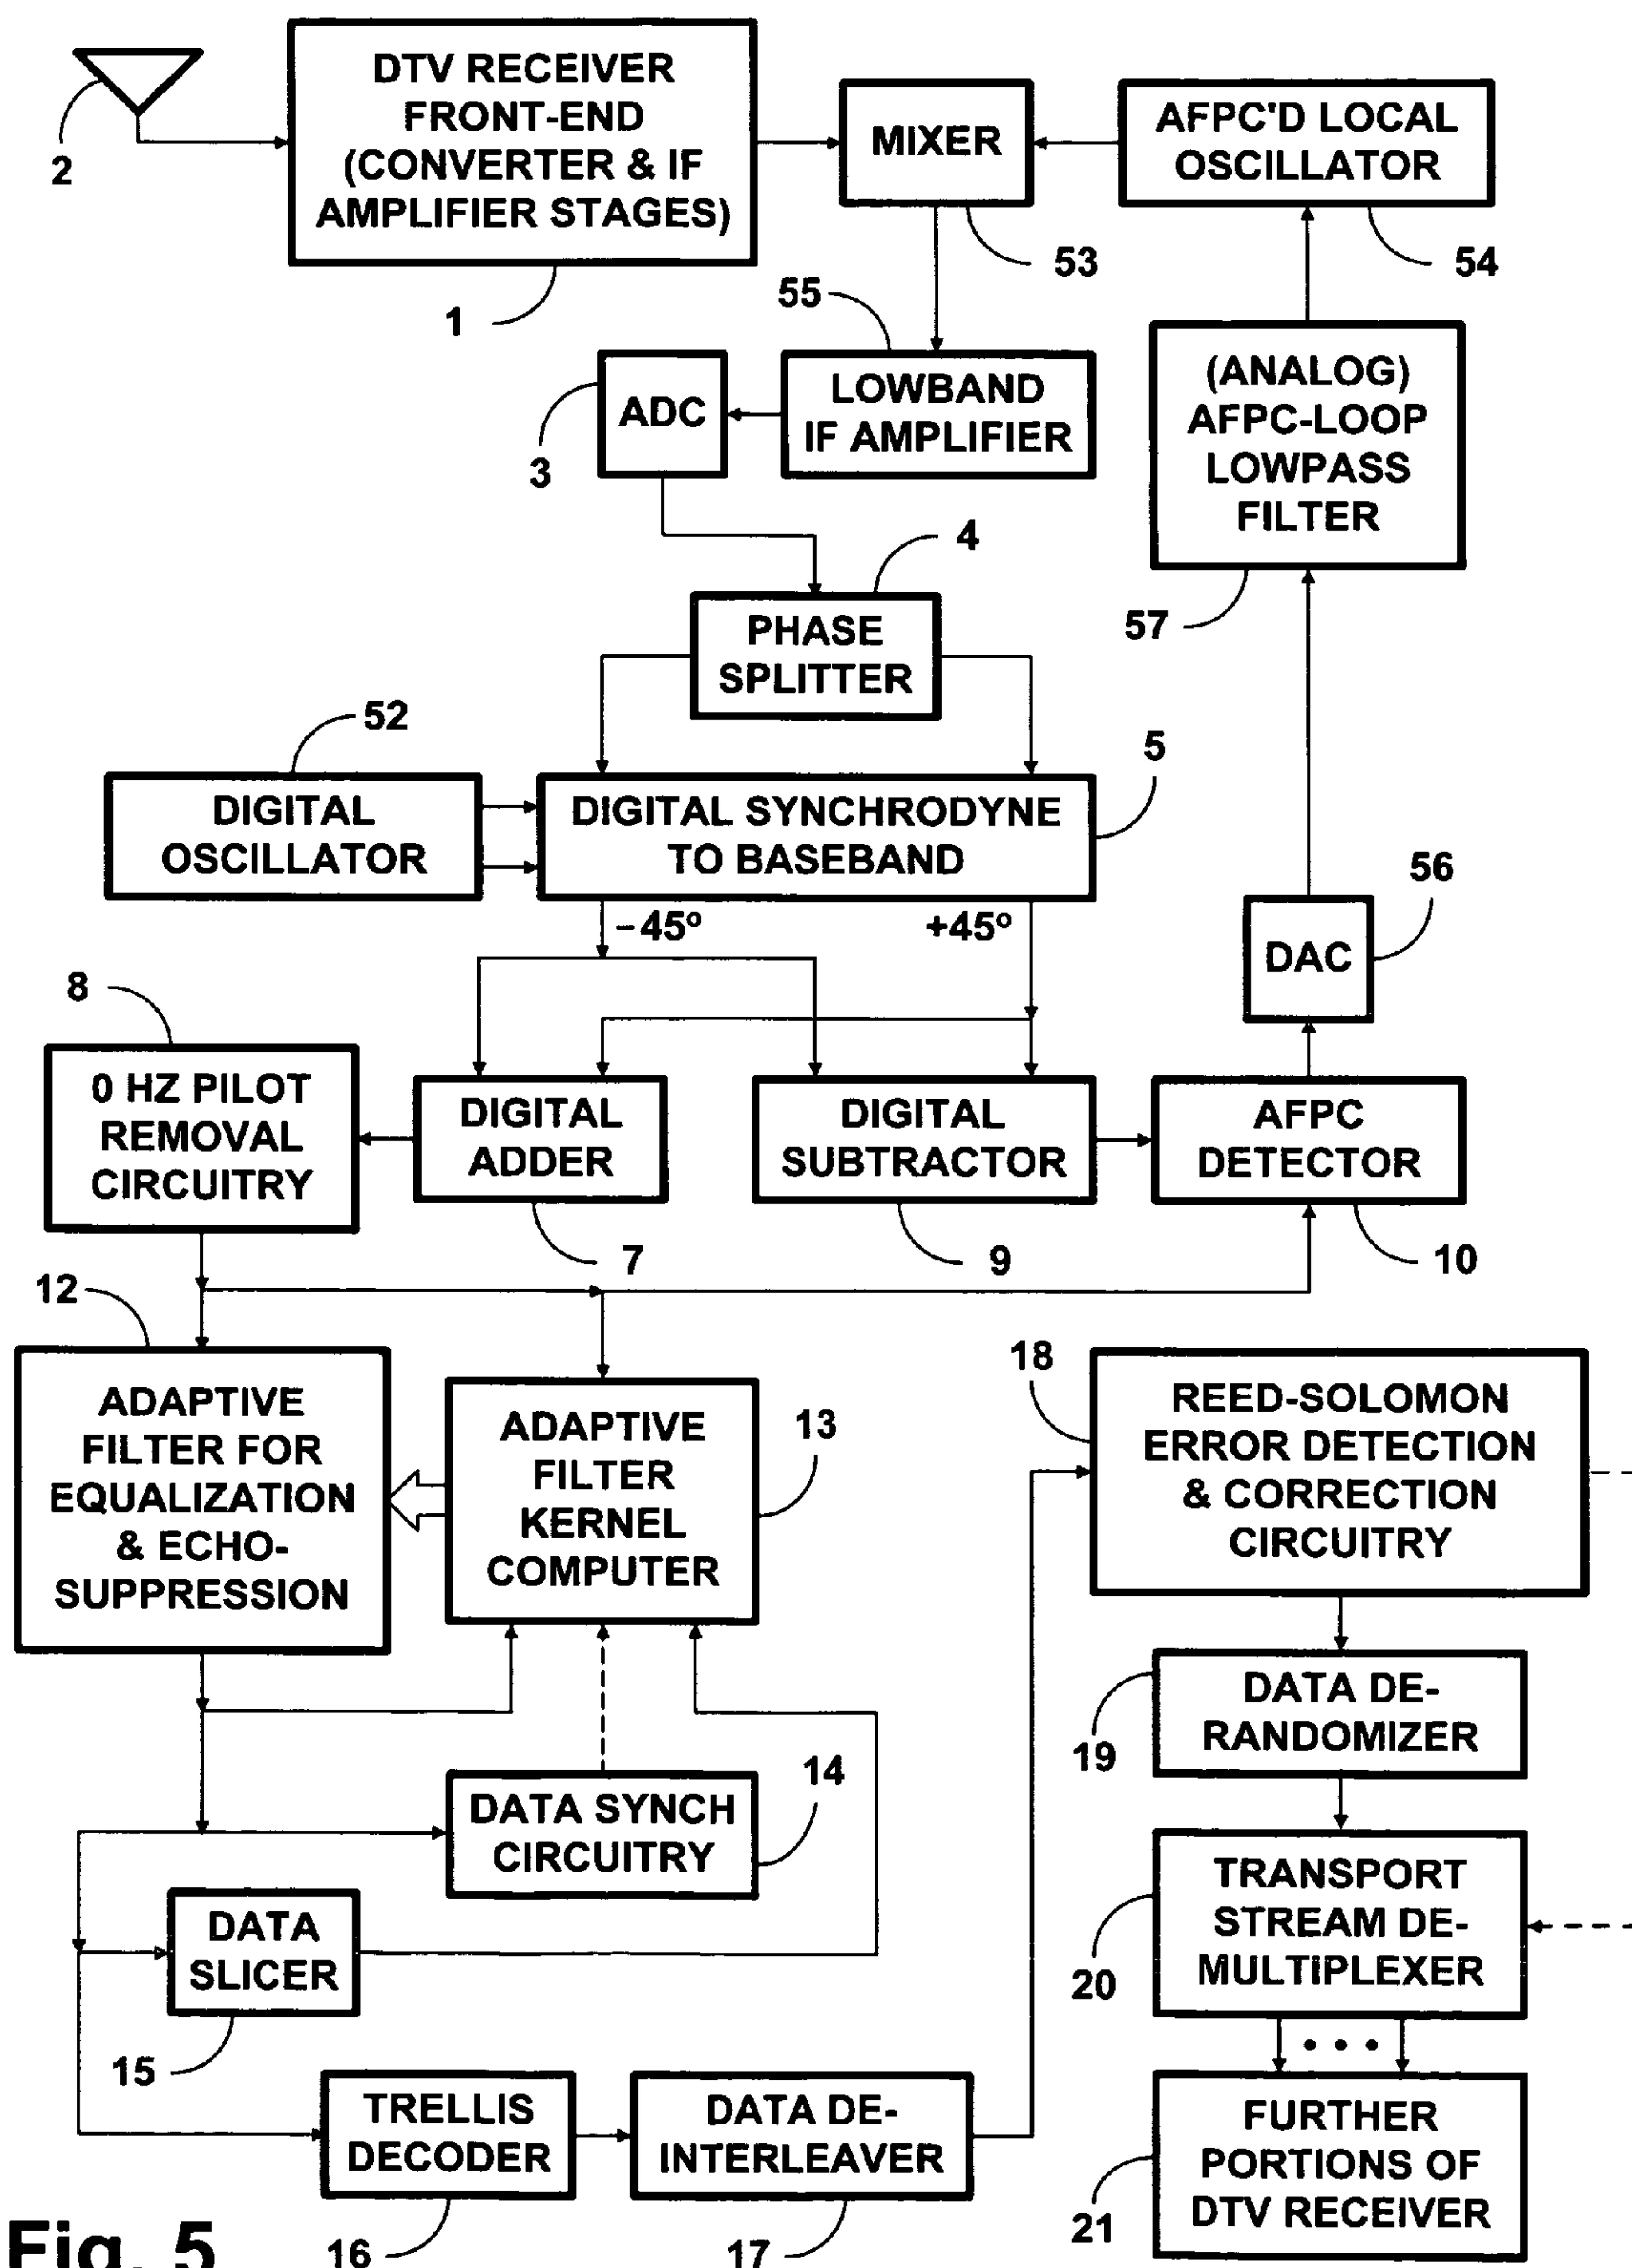 DTV RECEIVER
FRONT-END
(CONVERTER & IF
AMPLIFIER STAGES)
MIXER
AFPC'D LOCAL
OSCILLATOR
2
1
53
54
55
ADC
LOWBAND
IF AMPLIFIER
(ANALOG)
AFPC-LOOP
LOWPASS
FILTER
3
4
57
PHASE
SPLITTER
52
5
DIGITAL
OSCILLATOR
DIGITAL SYNCHRODYNE
TO BASEBAND
56
–45º
+45º
DAC
8
0 HZ PILOT
REMOVAL
CIRCUITRY
DIGITAL
ADDER
DIGITAL
SUBTRACTOR
AFPC
DETECTOR
7
9
10
12
18
ADAPTIVE
FILTER FOR
EQUALIZATION
& ECHO-
SUPPRESSION
ADAPTIVE
FILTER
KERNEL
COMPUTER
13
REED-SOLOMON
ERROR DETECTION
& CORRECTION
CIRCUITRY
DATA DE-
RANDOMIZER
19
14
DATA SYNCH
CIRCUITRY
TRANSPORT
STREAM DE-
MULTIPLEXER
20
DATA
SLICER
15
• • •
TRELLIS
DECODER
DATA DE-
INTERLEAVER
FURTHER
PORTIONS OF
DTV RECEIVER
21
16
17
Fig. 5